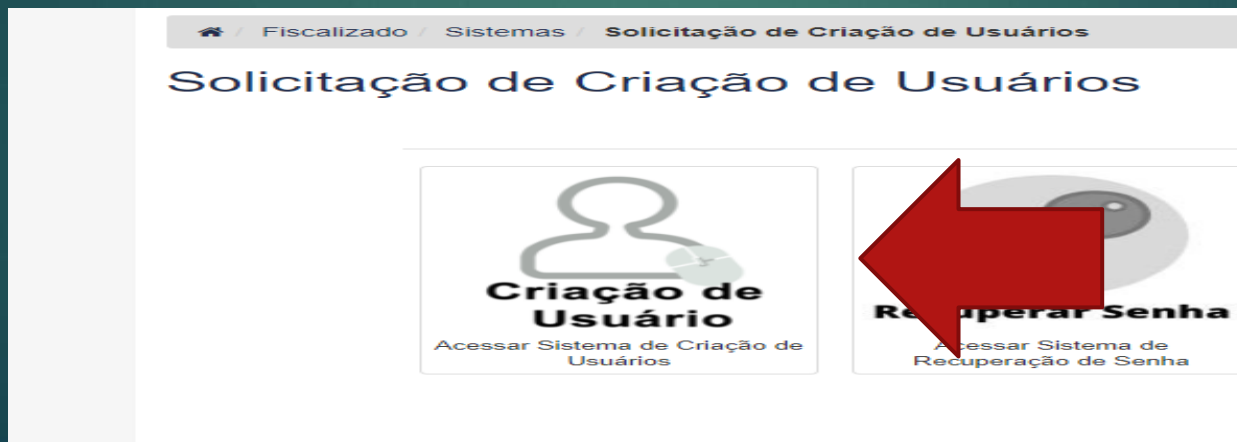 / Fiscalizado / Sistemas / Solicitação de Criação de Usuários
Solicitação de Criação de Usuários
Criação de
Usuário
Acessar Sistema de Criação de
Usuários
Recuperar Senha
Acessar Sistema de
Recuperação de Senha